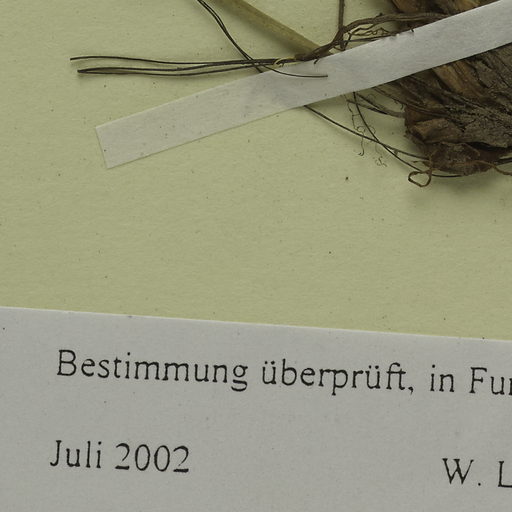 Bestimmung überprüft, in
Juli 2002
W.